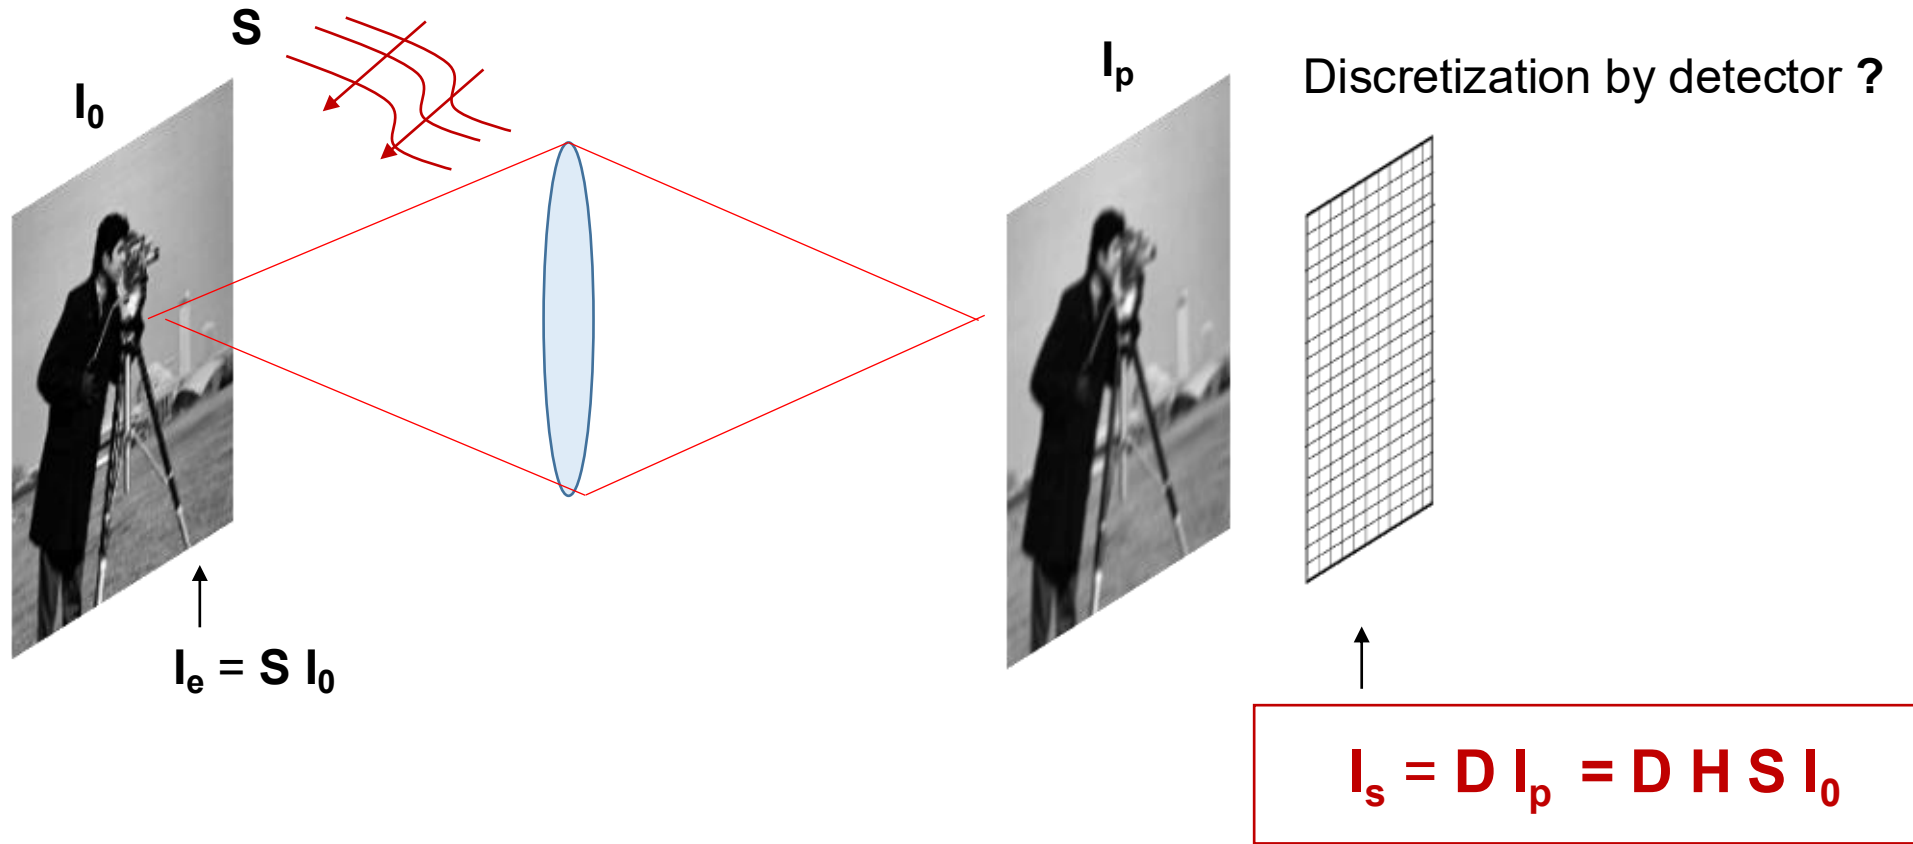 S
I₀
Iₚ
Discretization by detector ?
Iₑ = S I₀
Iₛ = D Iₚ = D H S I₀